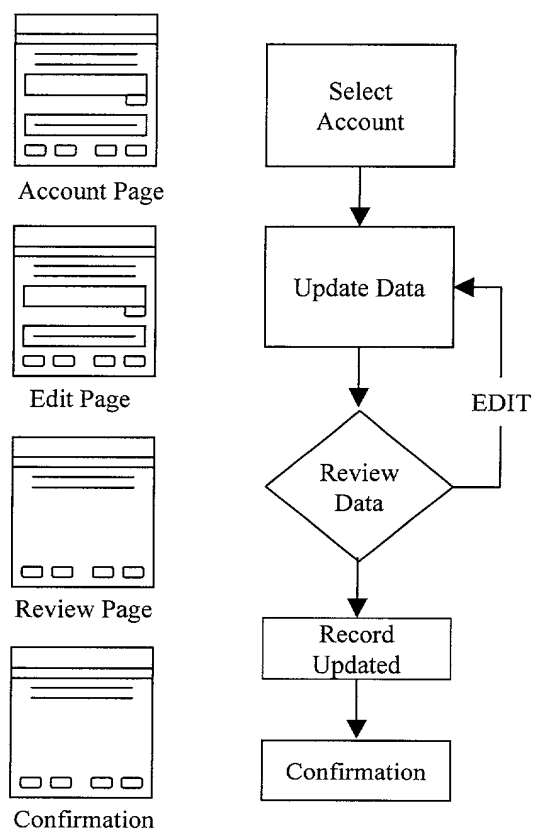 Select
Account
Account Page
Update Data
Edit Page
EDIT
Review
Data
Review Page
Record
Updated
Confirmation
Confirmation